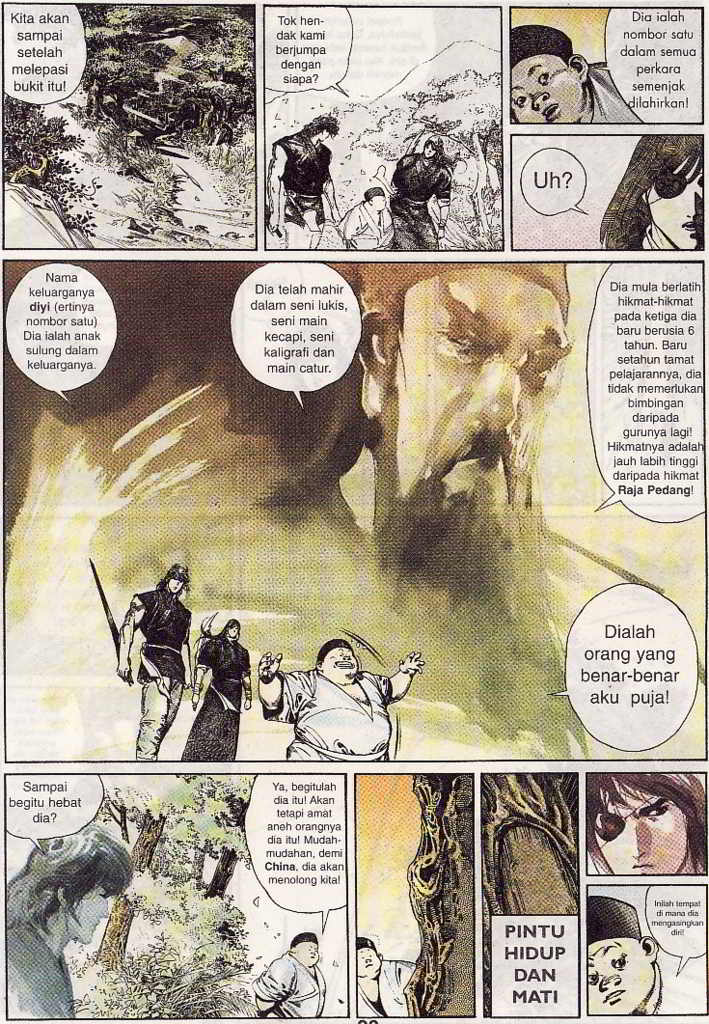 Kita akan
sampai
setelah
melepasi
bukit itu!
Tok hen-
dak kami
berjumpa
dengan
siapa?
Dia ialah
nombor satu
dalam semua
perkara
semenjak
dilahirkan!
Uh?
Nama
keluarganya
diyi (ertinya
nombor satu)
Dia ialah anak
sulung dalam
keluarganya.
Dia telah mahir
dalam seni lukis,
seni main
kecapi, seni
kaligrafi dan
main catur.
Dia mula berlatih
hikmat-hikmat
pada ketiga dia
baru berusia 6
tahun. Baru
setahun tamat
pelajarannya, dia
tidak memerlukan
bimbingan
daripada
gurunya lagi!
Hikmatnya adalah
jauh labih tinggi
daripada hikmat
Raja Pedang!
Dialah
orang yang
benar-benar
aku puja!
Sampai
begitu hebat
dia?
Ya, begitulah
dia itu! Akan
tetapi amat
aneh orangnya
dia itu! Mudah-
mudahan, demi
China, dia akan
menolong kita!
PINTU
HIDUP
DAN
MATI
Inilah tempat
di mana dia
mengasingkan
diri!